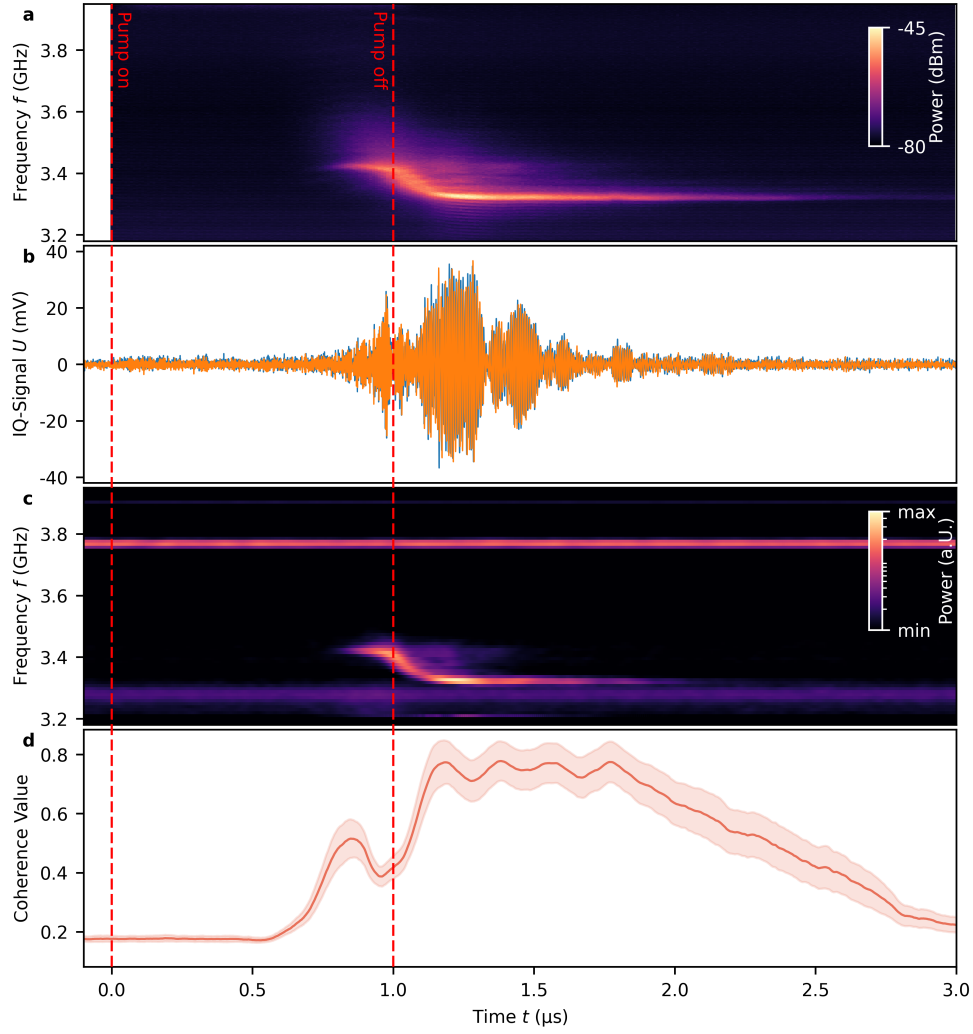 a
Pump on
Pump off
-45
-80
Power (dBm)
3.8
3.6
3.4
3.2
Frequency f (GHz)
b
40
20
0
-20
-40
IQ-Signal U (mV)
c
max
min
Power (a.U.)
3.8
3.6
3.4
3.2
Frequency f (GHz)
d
0.8
0.6
0.4
0.2
Coherence Value
0.0 0.5 1.0 1.5 2.0 2.5 3.0
Time t (µs)